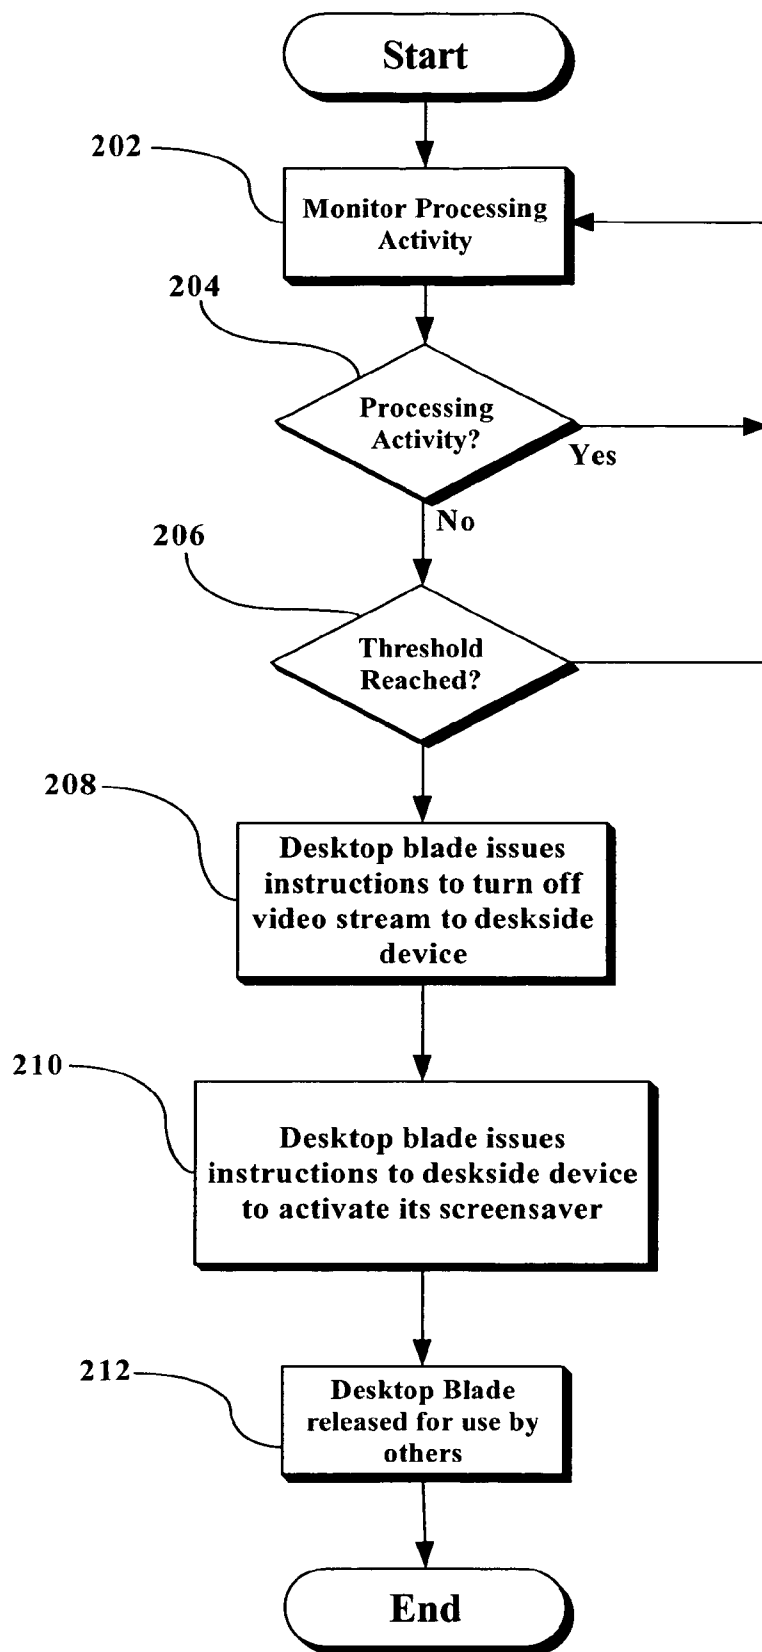 Start
202
Monitor Processing
Activity
204
Processing
Activity?
Yes
No
206
Threshold
Reached?
208
Desktop blade issues
instructions to turn off
video stream to deskside
device
210
Desktop blade issues
instructions to deskside device
to activate its screensaver
212
Desktop Blade
released for use by
others
End